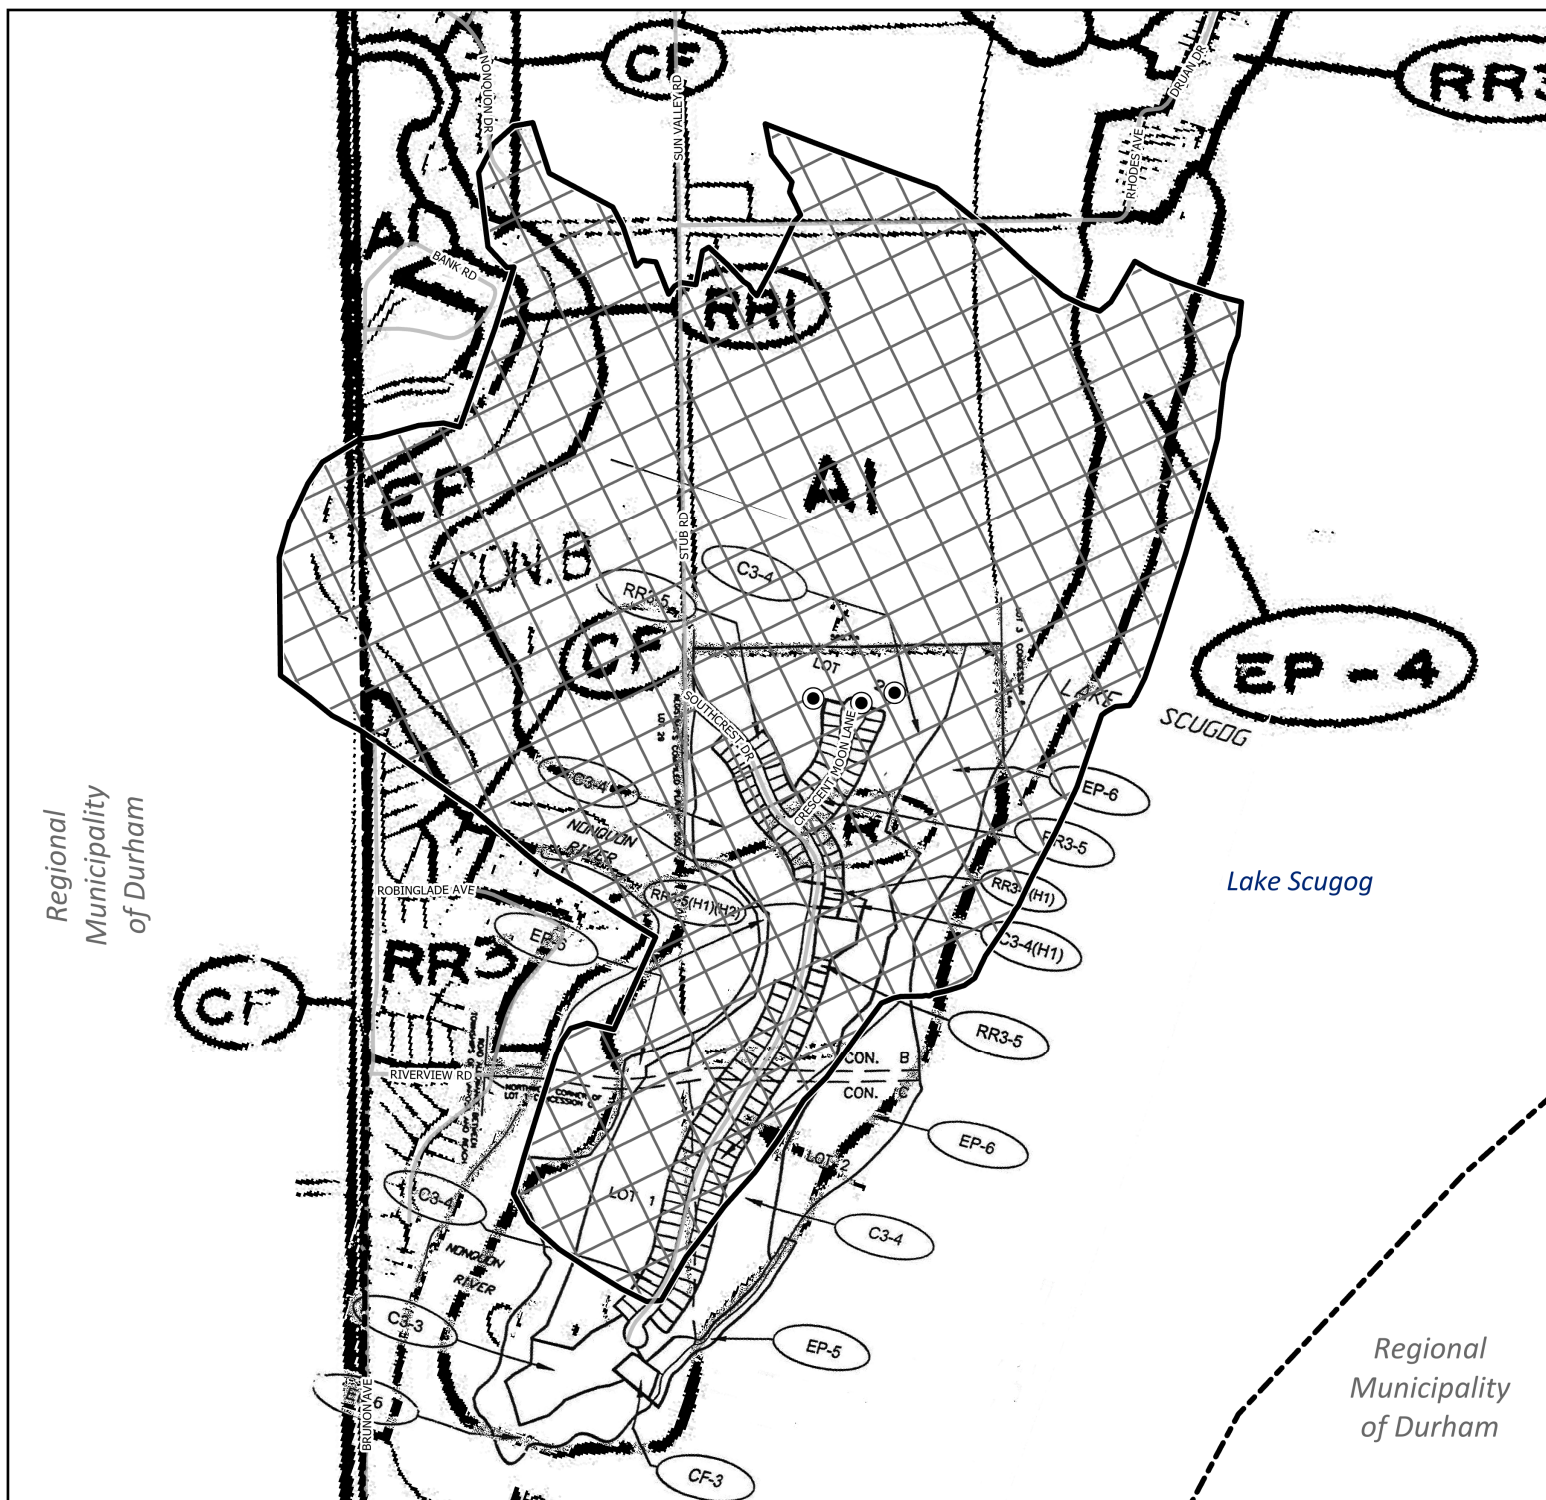 CF
RR3
NONQUON DR
SUN VALLEY RD
DRUAN DR
RHODES AVE
A
BANK RD
RR1
EP
A1
CON. B
STUB RD
C3-4
RR3-5
CF
EP-4
LOT
2
LAKE
SCUGOG
SOUTHCREST DR
CRESCENT MOON LANE
C3-4
EP-6
NONQUON
RIVER
RR3-5
Regional
Municipality
of Durham
Lake Scugog
ROBINGLADE AVE
RR3-5(H1)(H2)
(H1)
C3-4(H1)
RR3
CF
RR3-5
CON. B
CON.
RIVERVIEW RD
EP-6
LOT 2
C3-4
LOT 1
C3-4
NONQUON
RIVER
C3-3
EP-5
BRUNON AVE
CF-3
Regional
Municipality
of Durham